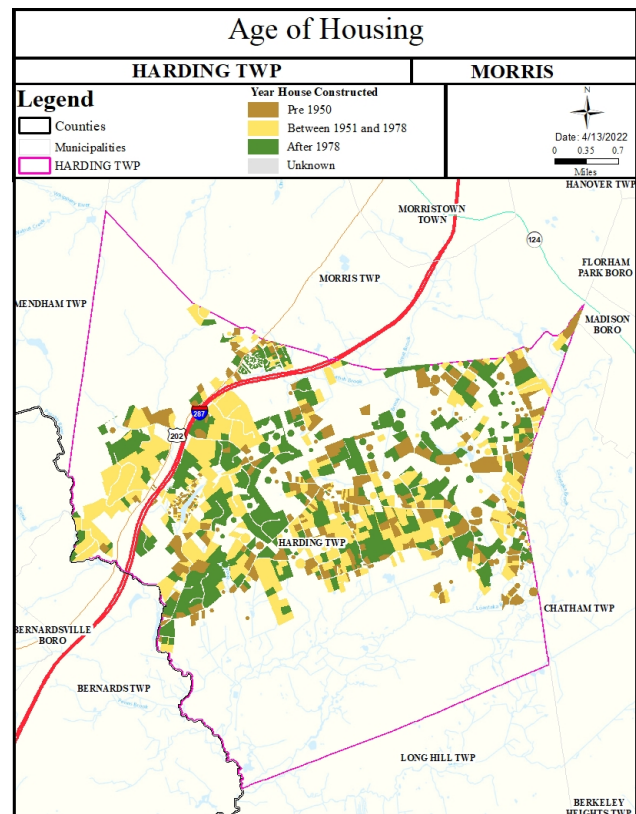 Age of Housing
HARDING TWP
MORRIS
Legend
Counties
Municipalities
HARDING TWP
Year House Constructed
Pre 1950
Between 1951 and 1978
After 1978
Unknown
N
Date: 4/13/2022
0 0.35 0.7
Miles
HANOVER TWP
MORRISTOWN
TOWN
124
FLORHAM
PARK BORO
MORRIS TWP
MENDHAM TWP
MADISON
BORO
287
202
HARDING TWP
CHATHAM TWP
BERNARDSVILLE
BORO
BERNARDS TWP
LONG HILL TWP
BERKELEY
HEIGHTS TWP